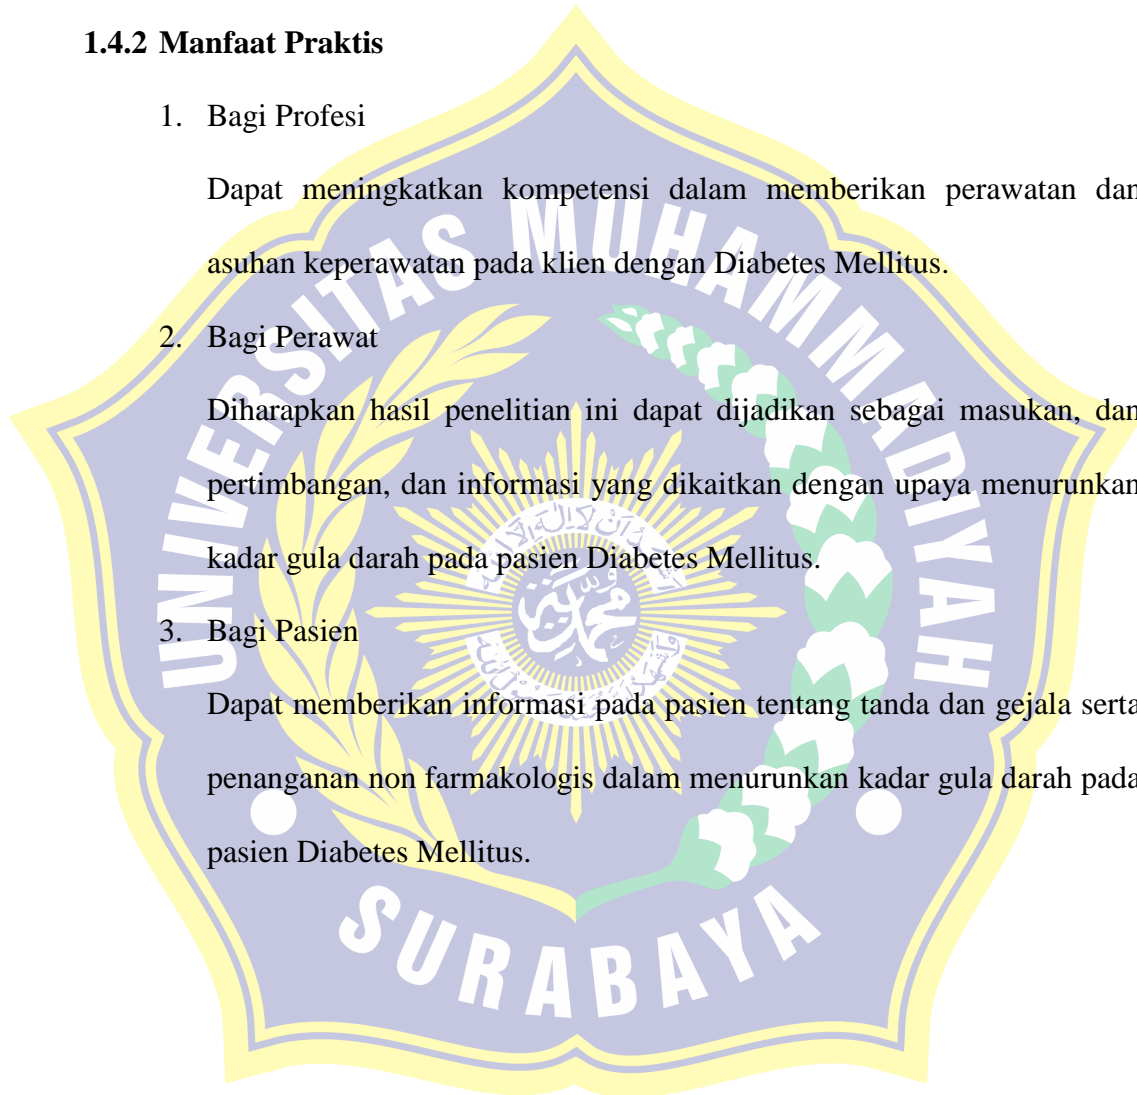 1.4.2 Manfaat Praktis
1. Bagi Profesi
Dapat meningkatkan kompetensi dalam memberikan perawatan dan
asuhan keperawatan pada klien dengan Diabetes Mellitus.
2. Bagi Perawat
Diharapkan hasil penelitian ini dapat dijadikan sebagai masukan, dan
pertimbangan, dan informasi yang dikaitkan dengan upaya menurunkan
kadar gula darah pada pasien Diabetes Mellitus.
3. Bagi Pasien
Dapat memberikan informasi pada pasien tentang tanda dan gejala serta
penanganan non farmakologis dalam menurunkan kadar gula darah pada
pasien Diabetes Mellitus.
UNIVERSITAS MUHAMMADIYAH
SURABAYA